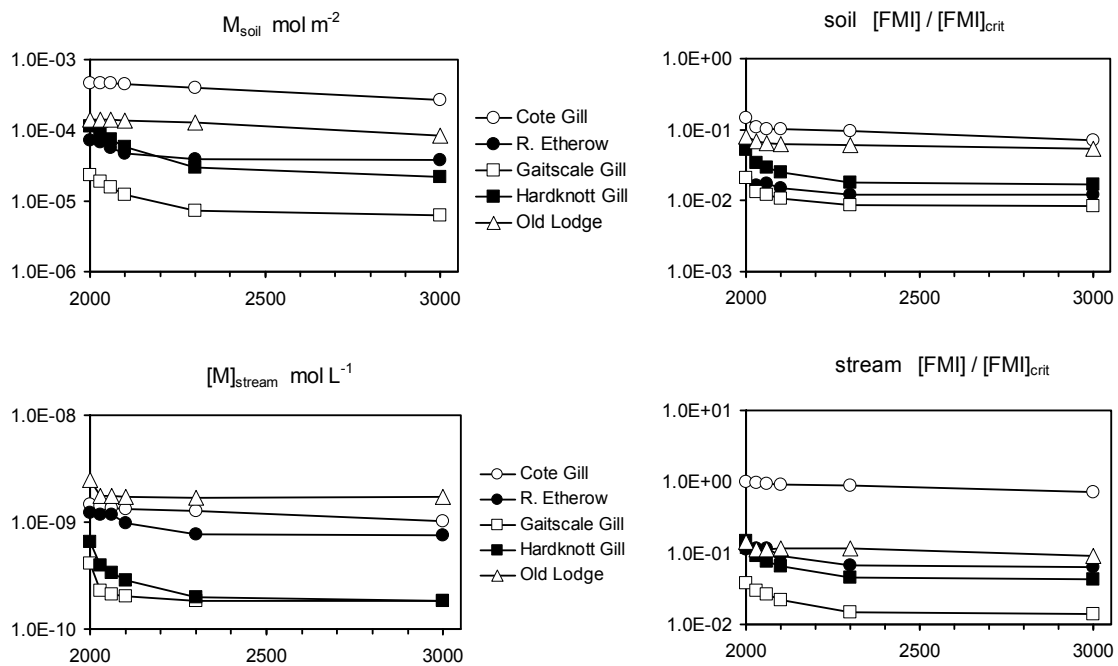 M_soil mol m⁻²
1.0E-03
1.0E-04
1.0E-05
1.0E-06
2000 2500 3000
Cote Gill
R. Etherow
Gaitscale Gill
Hardknott Gill
Old Lodge
soil [FMI] / [FMI]_crit
1.0E+00
1.0E-01
1.0E-02
1.0E-03
2000 2500 3000
[M]_stream mol L⁻¹
1.0E-08
1.0E-09
1.0E-10
2000 2500 3000
Cote Gill
R. Etherow
Gaitscale Gill
Hardknott Gill
Old Lodge
stream [FMI] / [FMI]_crit
1.0E+01
1.0E+00
1.0E-01
1.0E-02
2000 2500 3000